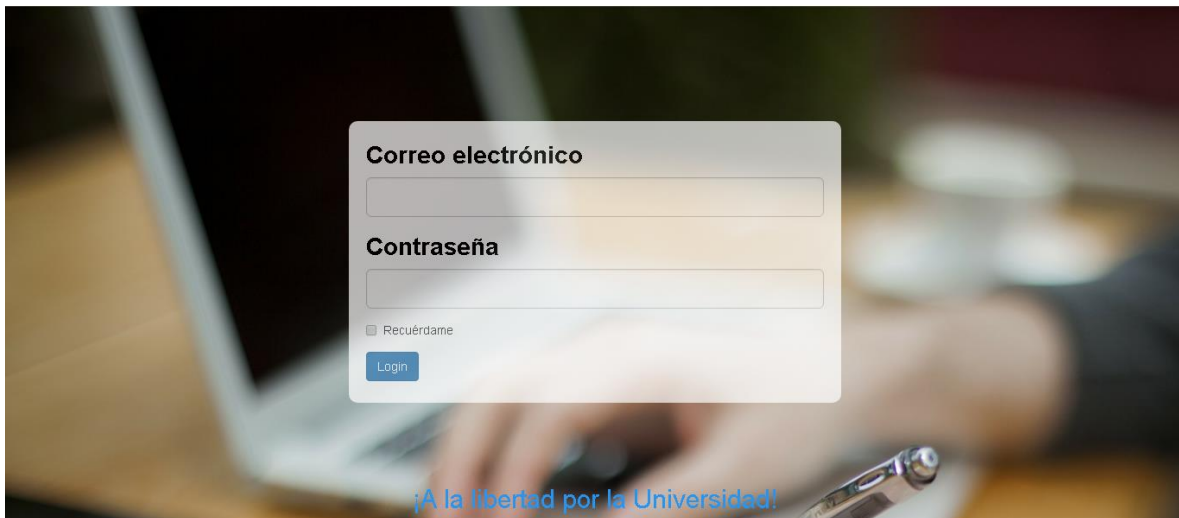 Correo electrónico
Contraseña
Recuérdame
Login
¡A la libertad por la Universidad!